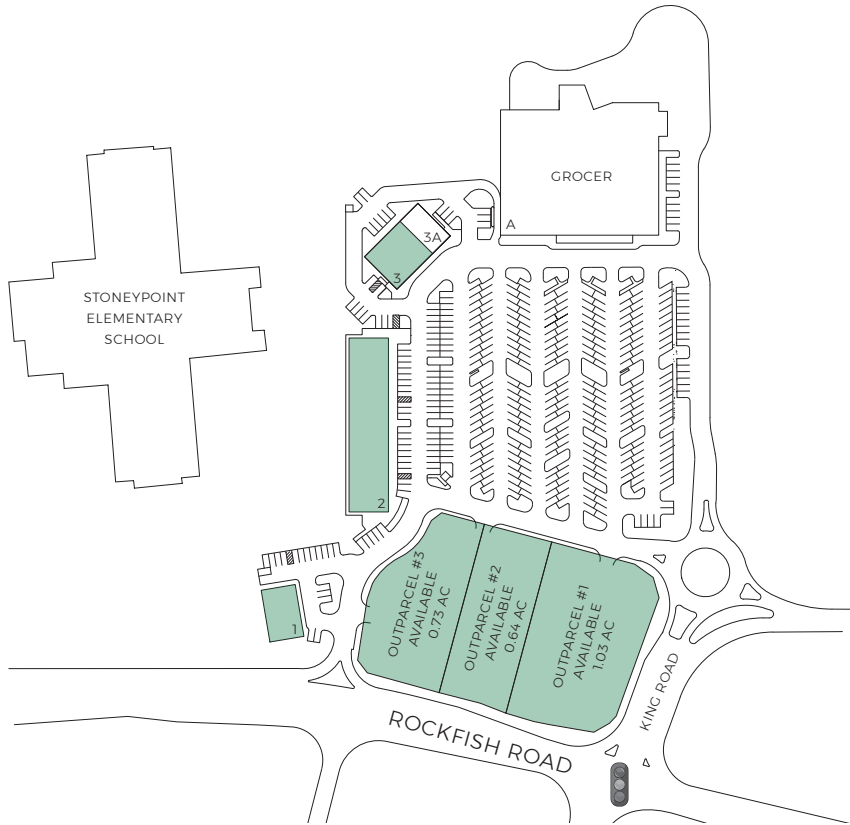 GROCER
A
3A
3
STONEYPOINT
ELEMENTARY
SCHOOL
2
1
OUTPARCEL #3
AVAILABLE
0.73 AC
OUTPARCEL #2
AVAILABLE
0.64 AC
OUTPARCEL #1
AVAILABLE
1.03 AC
KING ROAD
ROCKFISH ROAD